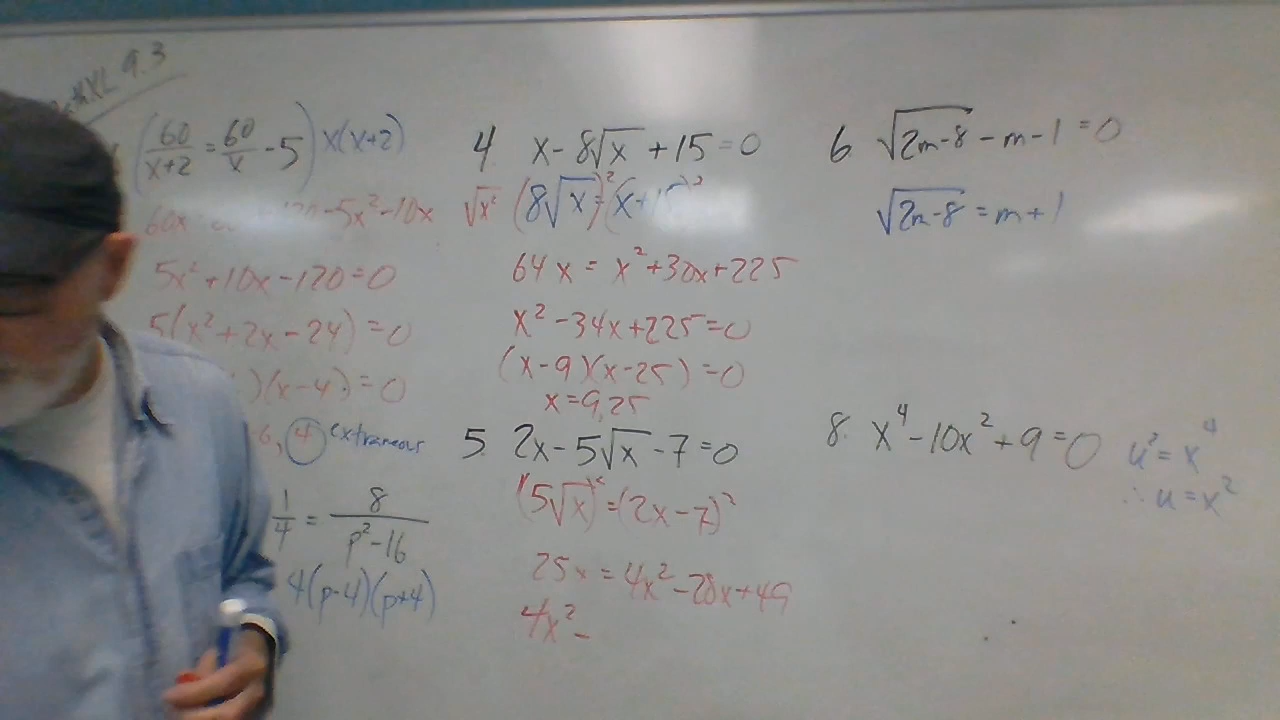 XL 9.3
(60/(x+2) = 60/x - 5) x(x+2)
60x - 5x² - 10x
5x² + 10x - 120 = 0
5(x² + 2x - 24) = 0
)(x - 4) = 0
6, 4 extraneous
1/4 = 8/(p² - 16)
4(p-4)(p+4)
4 x - 8√x + 15 = 0
√x² (8√x)² = (x + 15)²
64x = x² + 30x + 225
x² - 34x + 225 = 0
(x - 9)(x - 25) = 0
x = 9, 25
5 2x - 5√x - 7 = 0
(5√x)² = (2x - 7)²
25x = 4x² - 28x + 49
4x² -
6 √(2m-8) - m - 1 = 0
√(2m-8) = m + 1
8. x⁴ - 10x² + 9 = 0
u² = x⁴
∴ u = x²